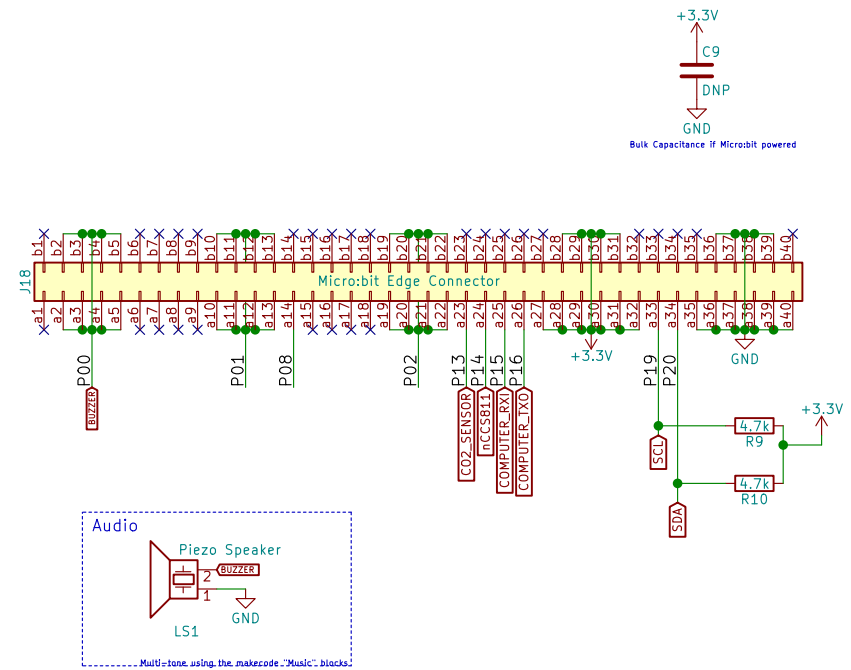 +3.3V
C9
DNP
GND
Bulk Capacitance if Micro:bit powered
b1 b2 b3 b4 b5 b6 b7 b8 b9 b10 b11 b12 b13 b14 b15 b16 b17 b18 b19 b20 b21 b22 b23 b24 b25 b26 b27 b28 b29 b30 b31 b32 b33 b34 b35 b36 b37 b38 b39 b40
J18
Micro:bit Edge Connector
a1 a2 a3 a4 a5 a6 a7 a8 a9 a10 a11 a12 a13 a14 a15 a16 a17 a18 a19 a20 a21 a22 a23 a24 a25 a26 a27 a28 a29 a30 a31 a32 a33 a34 a35 a36 a37 a38 a39 a40
P00 P01 P08 P02 P13 P14 P15 P16 +3.3V P19 P20 GND
BUZZER
CO2_SENSOR
nCCS811
COMPUTER_RXI
COMPUTER_TXO
+3.3V
4.7k
R9
SCL
4.7k
R10
SDA
Audio
Piezo Speaker
2 BUZZER
1
GND
LS1
Multi-tone using the makecode "Music" blocks